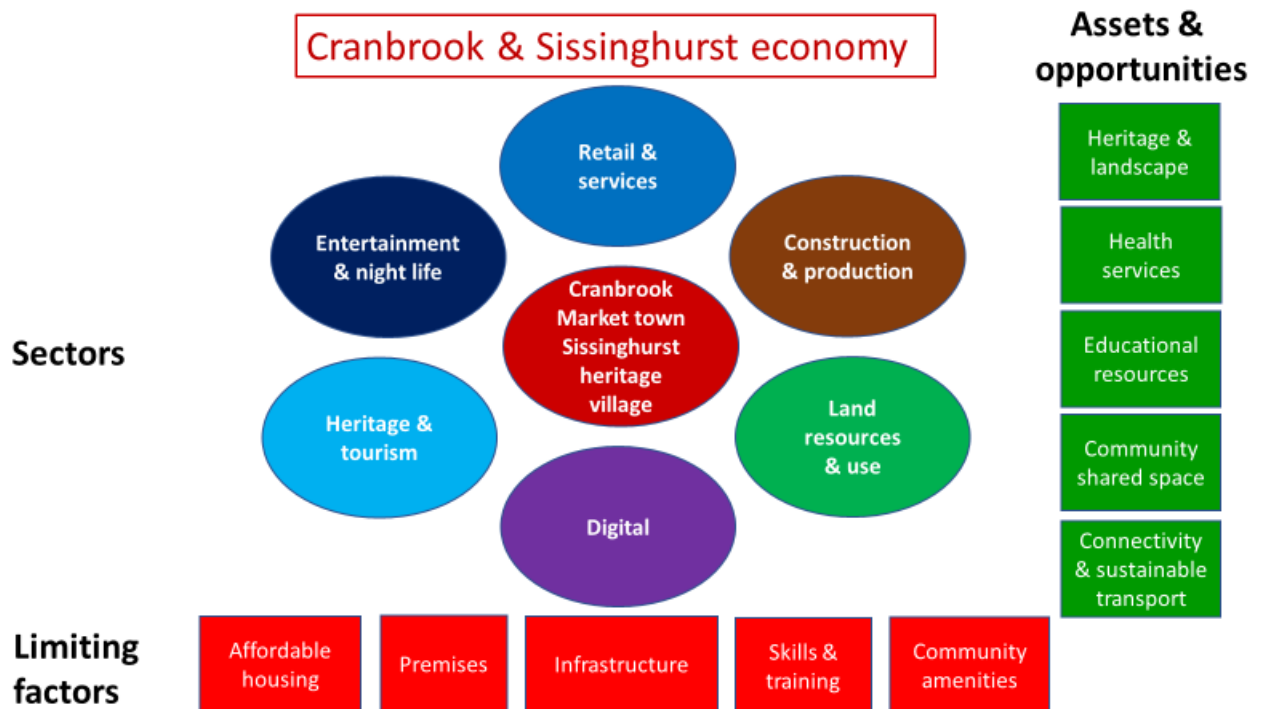 Cranbrook & Sissinghurst economy
Assets &
opportunities
Retail &
services
Entertainment
& night life
Construction
& production
Cranbrook
Market town
Sissinghurst
heritage
village
Sectors
Heritage &
tourism
Land
resources
& use
Digital
Heritage &
landscape
Health
services
Educational
resources
Community
shared space
Connectivity
& sustainable
transport
Limiting
factors
Affordable
housing
Premises
Infrastructure
Skills &
training
Community
amenities